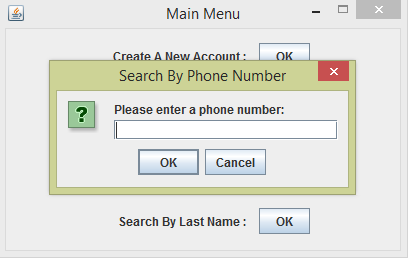 Main Menu
Create A New Account : OK
Search By Phone Number
?
Please enter a phone number:
OK Cancel
Search By Last Name : OK